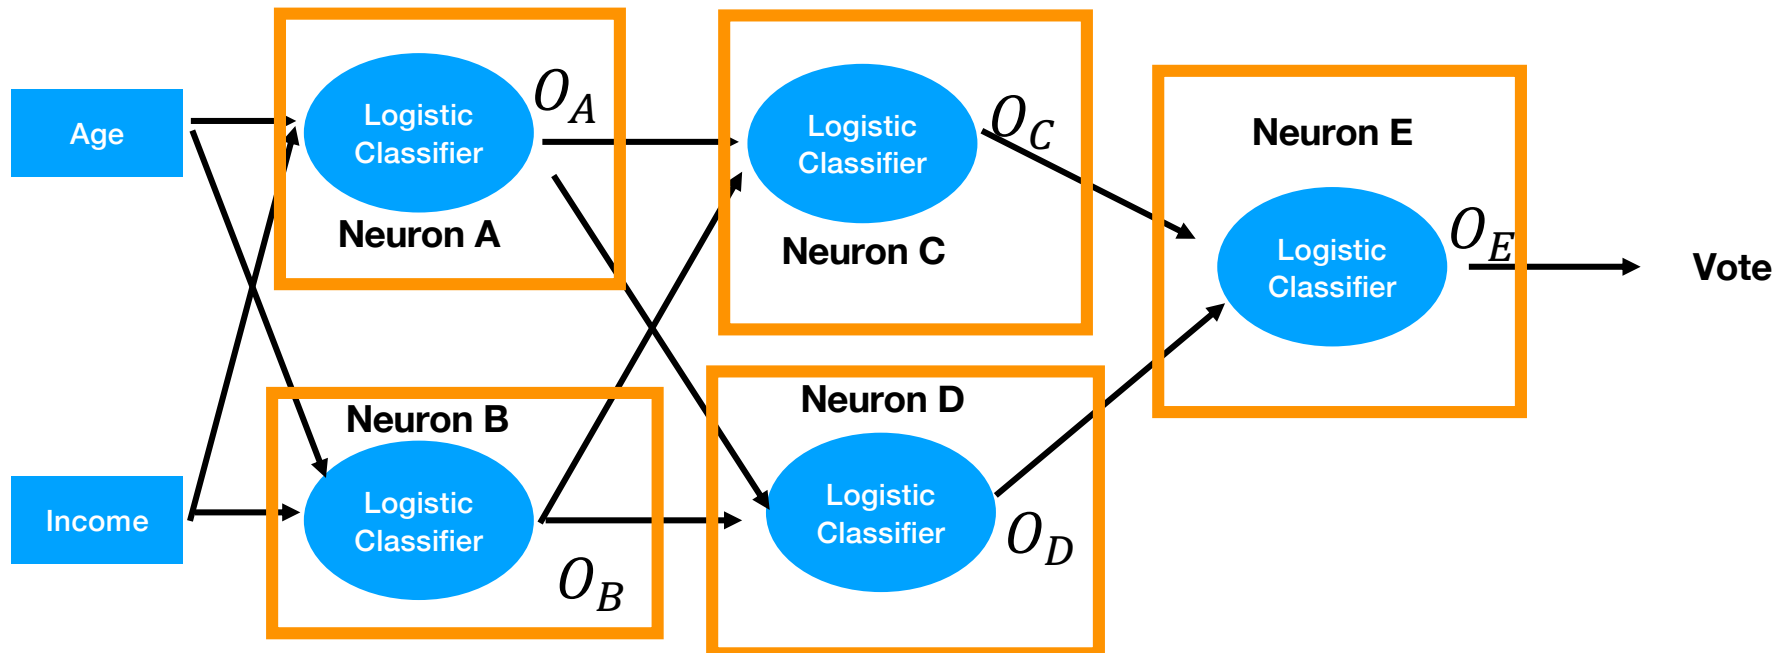 Age
Income
Logistic
Classifier
Neuron A
O_A
Neuron B
Logistic
Classifier
O_B
Logistic
Classifier
Neuron C
O_C
Neuron D
Logistic
Classifier
O_D
Neuron E
Logistic
Classifier
O_E
Vote